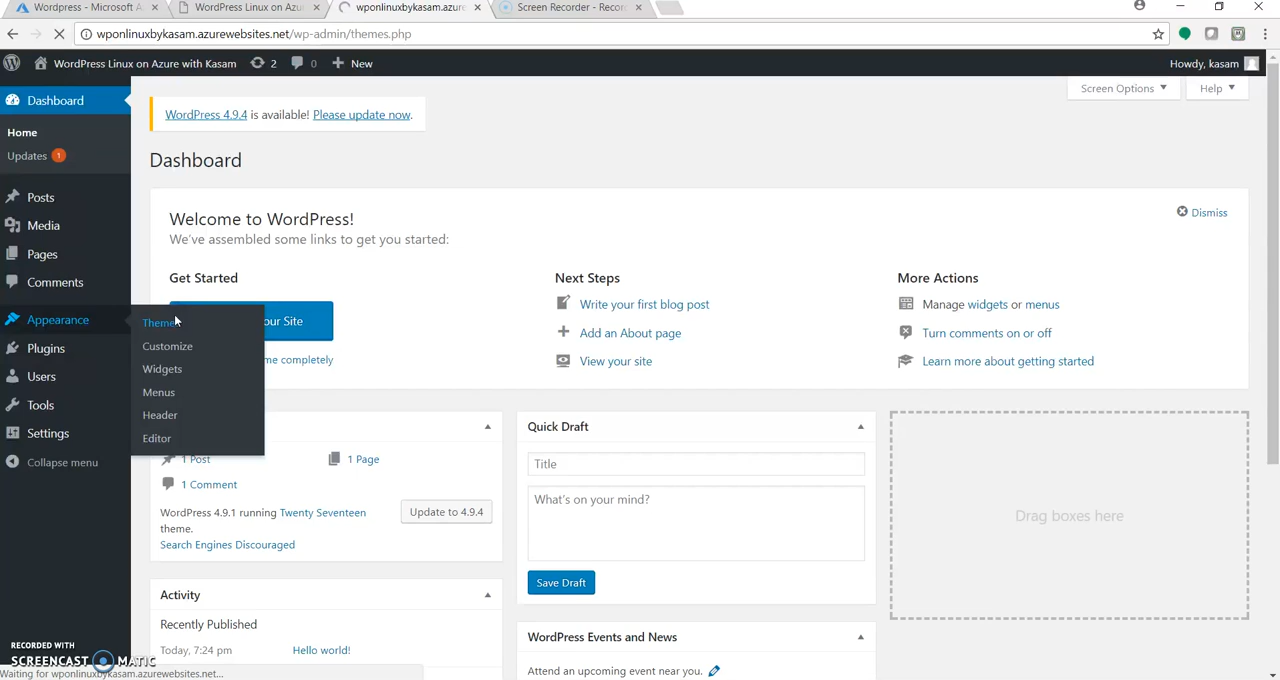 Wordpress - Microsoft A
WordPress Linux on Azu
wponlinuxbykasam.azure
Screen Recorder - Recor
wponlinuxbykasam.azurewebsites.net/wp-admin/themes.php
WordPress Linux on Azure with Kasam
2
0
New
Howdy, kasam
Dashboard
Home
Updates 1
Posts
Media
Pages
Comments
Appearance
Plugins
Users
Tools
Settings
Collapse menu
Theme
Customize
Widgets
Menus
Header
Editor
Screen Options
Help
WordPress 4.9.4 is available! Please update now.
Dashboard
Welcome to WordPress!
We've assembled some links to get you started:
Dismiss
Get Started
our Site
me completely
Next Steps
Write your first blog post
Add an About page
View your site
More Actions
Manage widgets or menus
Turn comments on or off
Learn more about getting started
1 Post
1 Page
1 Comment
WordPress 4.9.1 running Twenty Seventeen
theme.
Update to 4.9.4
Search Engines Discouraged
Activity
Recently Published
Today, 7:24 pm
Hello world!
Quick Draft
Title
What's on your mind?
Save Draft
WordPress Events and News
Attend an upcoming event near you.
Drag boxes here
RECORDED WITH
SCREENCAST MATIC
Waiting for wponlinuxbykasam.azurewebsites.net...